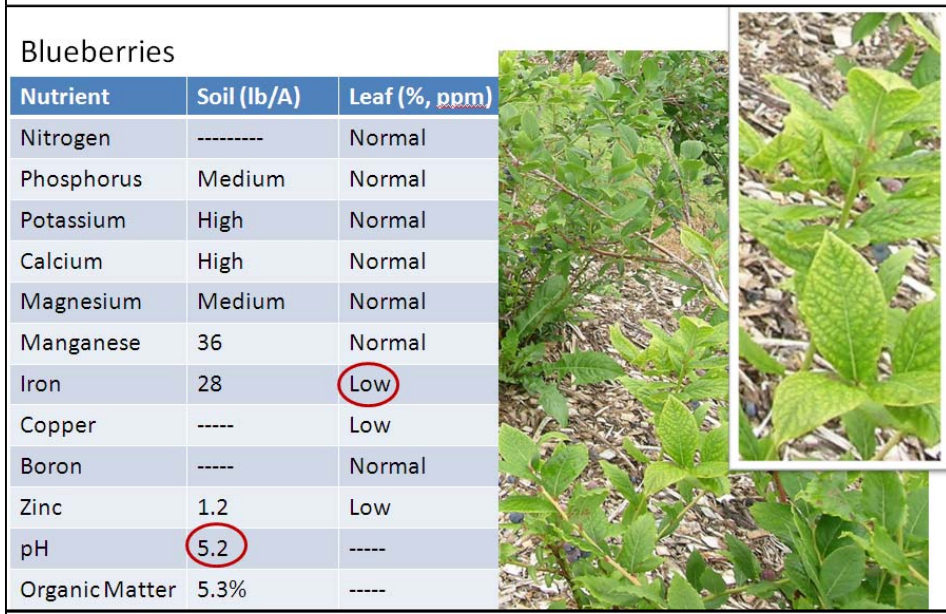 Blueberries
Nutrient Soil (lb/A) Leaf (%, ppm)
Nitrogen --------- Normal
Phosphorus Medium Normal
Potassium High Normal
Calcium High Normal
Magnesium Medium Normal
Manganese 36 Normal
Iron 28 Low
Copper ----- Low
Boron ----- Normal
Zinc 1.2 Low
pH 5.2 -----
Organic Matter 5.3% -----